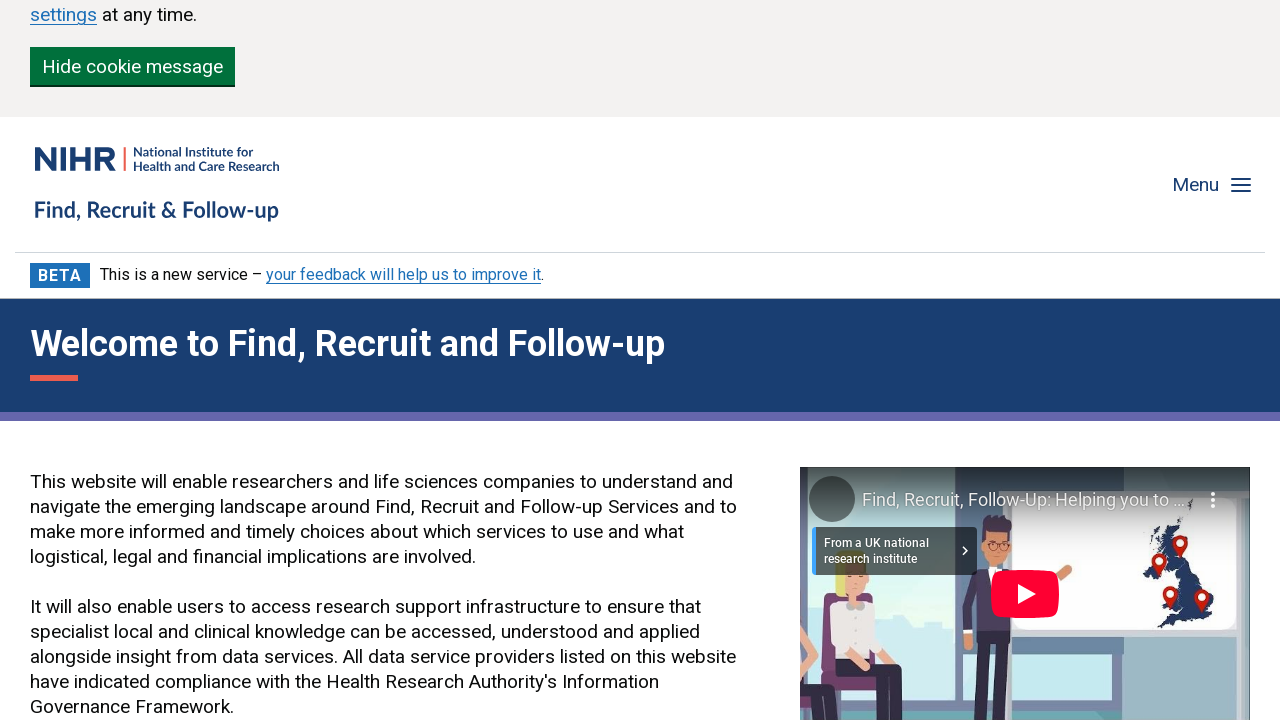 settings at any time.
Hide cookie message
NIHR | National Institute for
Health and Care Research
Find, Recruit & Follow-up
Menu
BETA This is a new service – your feedback will help us to improve it.
Welcome to Find, Recruit and Follow-up
This website will enable researchers and life sciences companies to understand and
navigate the emerging landscape around Find, Recruit and Follow-up Services and to
make more informed and timely choices about which services to use and what
logistical, legal and financial implications are involved.
It will also enable users to access research support infrastructure to ensure that
specialist local and clinical knowledge can be accessed, understood and applied
alongside insight from data services. All data service providers listed on this website
have indicated compliance with the Health Research Authority's Information
Governance Framework.
Find, Recruit, Follow-Up: Helping you to ...
From a UK national
research institute